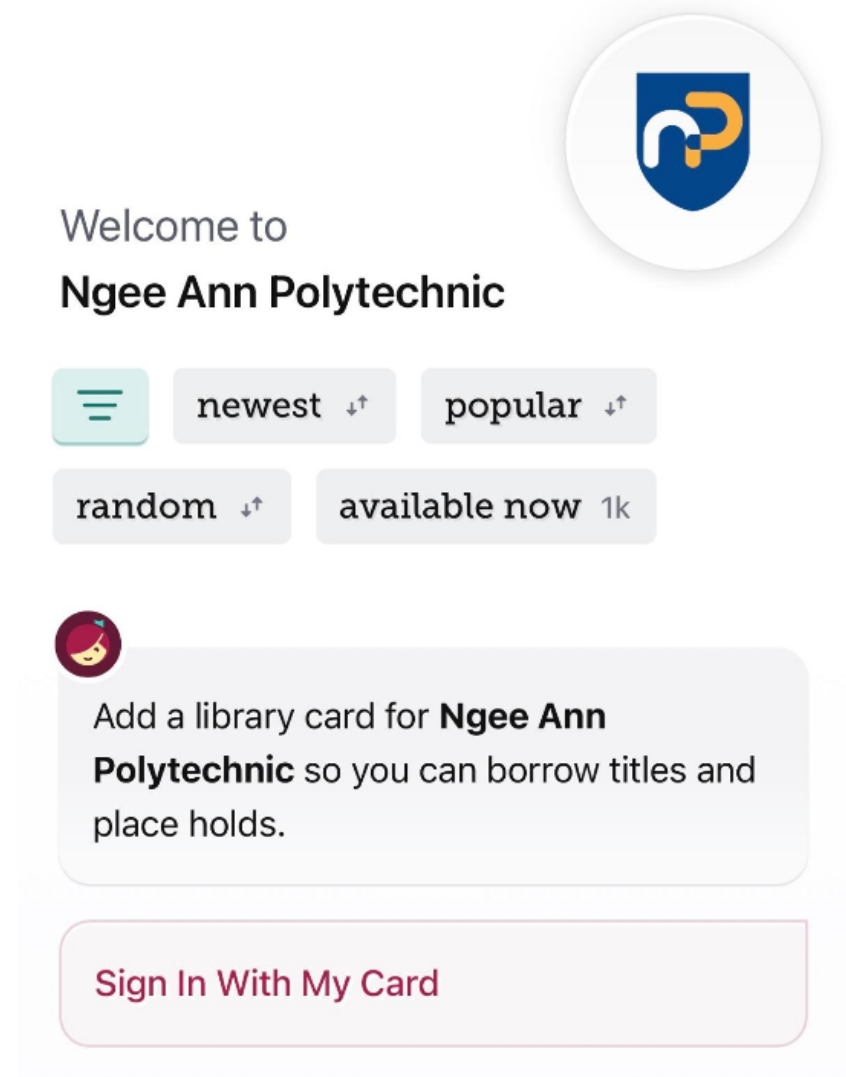 np
Welcome to
Ngee Ann Polytechnic
newest
popular
random
available now 1k
Add a library card for Ngee Ann
Polytechnic so you can borrow titles and
place holds.
Sign In With My Card